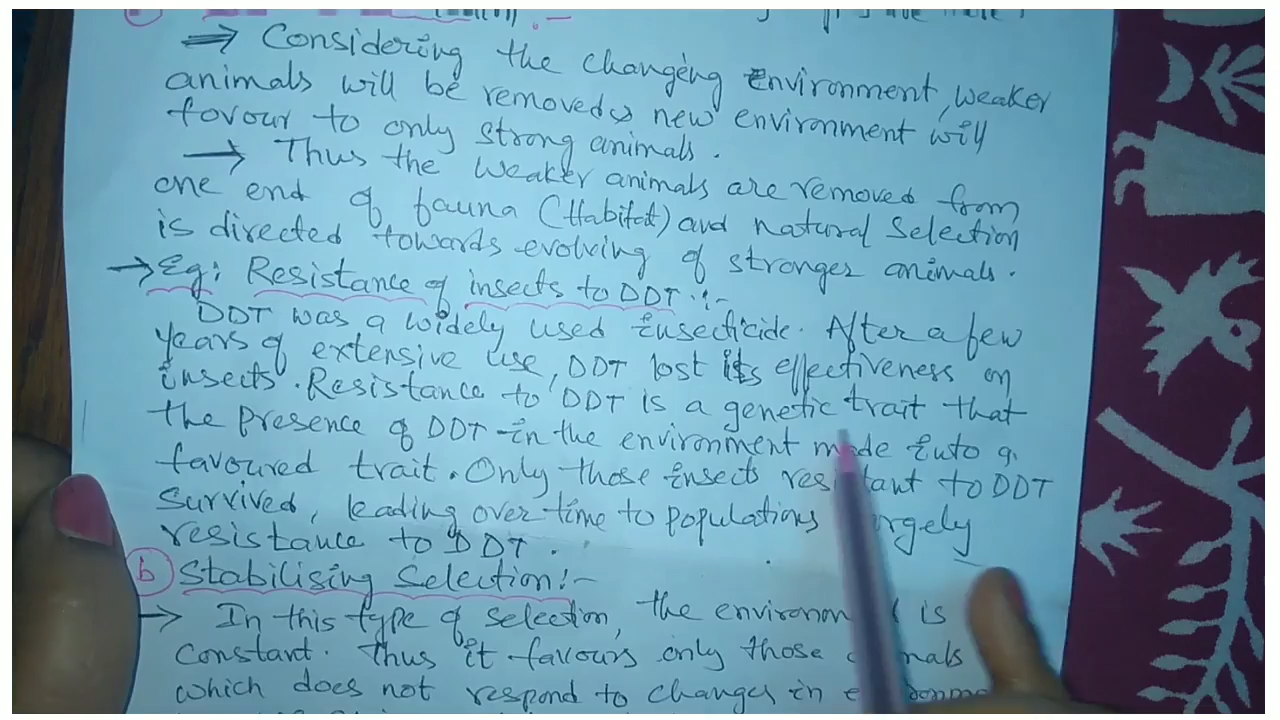 ⇒ Considering the changing Environment, weaker
animals will be removed & new environment will
favour to only strong animals.
→ Thus the weaker animals are removed from
one end of fauna (Habitat) and natural Selection
is directed towards evolving of stronger animals.
→ Eg: Resistance of insects to DDT :-
DDT was a widely used insecticide. After a few
years of extensive use, DDT lost its effectiveness on
insects. Resistance to DDT is a genetic trait that
the presence of DDT in the environment made into a
favoured trait. Only those insects resistant to DDT
survived, leading over time to populations largely
resistance to DDT.
b Stabilising Selection:-
→ In this type of selection, the environment is
constant. Thus it favours only those animals
which does not respond to changes in